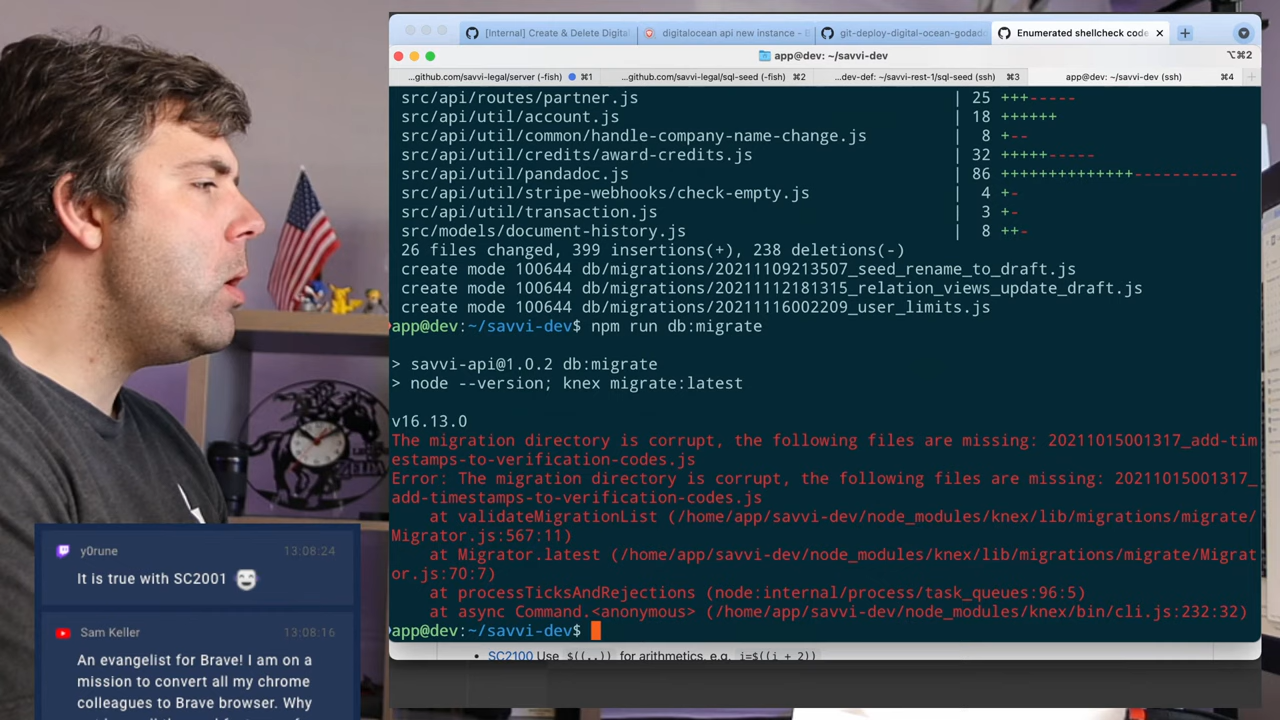 [Internal] Create & Delete Digital
digitalocean api new instance - B
git-deploy-digital-ocean-godadd
Enumerated shellcheck code
app@dev: ~/savvi-dev
⌥⌘2
...github.com/savvi-legal/server (-fish) ⌘1
...github.com/savvi-legal/sql-seed (-fish) ⌘2
...dev-def: ~/savvi-rest-1/sql-seed (ssh) ⌘3
app@dev: ~/savvi-dev (ssh) ⌘4
src/api/routes/partner.js | 25 +++-----
src/api/util/account.js | 18 ++++++
src/api/util/common/handle-company-name-change.js | 8 +--
src/api/util/credits/award-credits.js | 32 +++++-----
src/api/util/pandadoc.js | 86 ++++++++++++++-----------
src/api/util/stripe-webhooks/check-empty.js | 4 +-
src/api/util/transaction.js | 3 +-
src/models/document-history.js | 8 ++-
26 files changed, 399 insertions(+), 238 deletions(-)
create mode 100644 db/migrations/20211109213507_seed_rename_to_draft.js
create mode 100644 db/migrations/20211112181315_relation_views_update_draft.js
create mode 100644 db/migrations/20211116002209_user_limits.js
app@dev:~/savvi-dev$ npm run db:migrate
> savvi-api@1.0.2 db:migrate
> node --version; knex migrate:latest
v16.13.0
The migration directory is corrupt, the following files are missing: 20211015001317_add-tim
estamps-to-verification-codes.js
Error: The migration directory is corrupt, the following files are missing: 20211015001317_
add-timestamps-to-verification-codes.js
at validateMigrationList (/home/app/savvi-dev/node_modules/knex/lib/migrations/migrate/
Migrator.js:567:11)
at Migrator.latest (/home/app/savvi-dev/node_modules/knex/lib/migrations/migrate/Migrat
or.js:70:7)
at processTicksAndRejections (node:internal/process/task_queues:96:5)
at async Command.<anonymous> (/home/app/savvi-dev/node_modules/knex/bin/cli.js:232:32)
app@dev:~/savvi-dev$
SC2100 Use $((..)) for arithmetics, e.g. i=$((i + 2))
y0rune 13:08:24
It is true with SC2001
Sam Keller 13:08:16
An evangelist for Brave! I am on a
mission to convert all my chrome
colleagues to Brave browser. Why